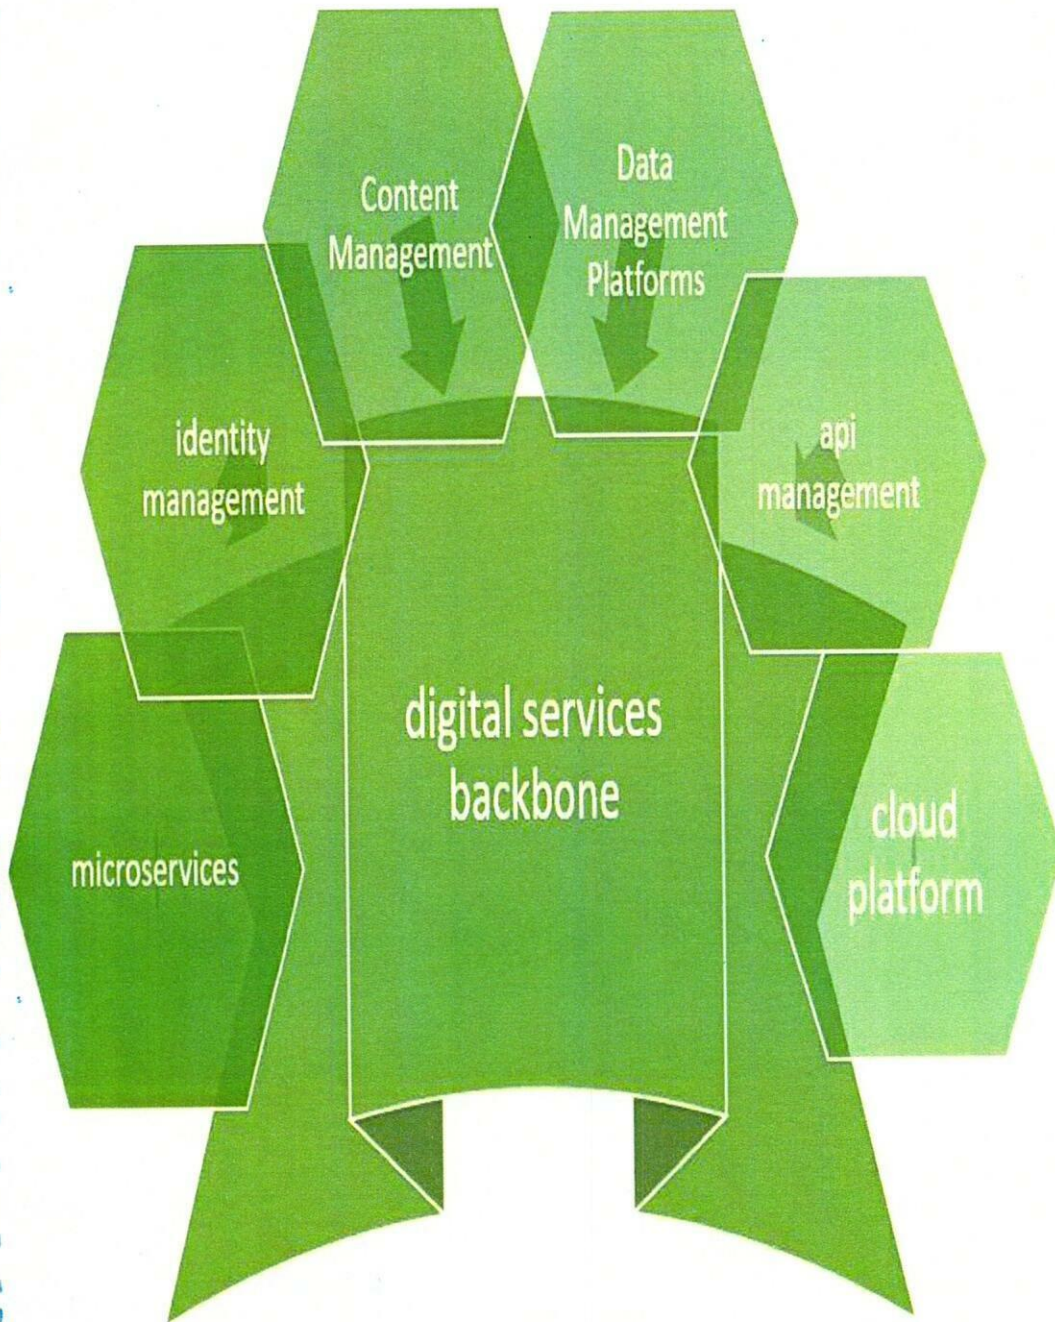 Content
Management
Data
Management
Platforms
identity
management
api
management
digital services
backbone
microservices
cloud
platform